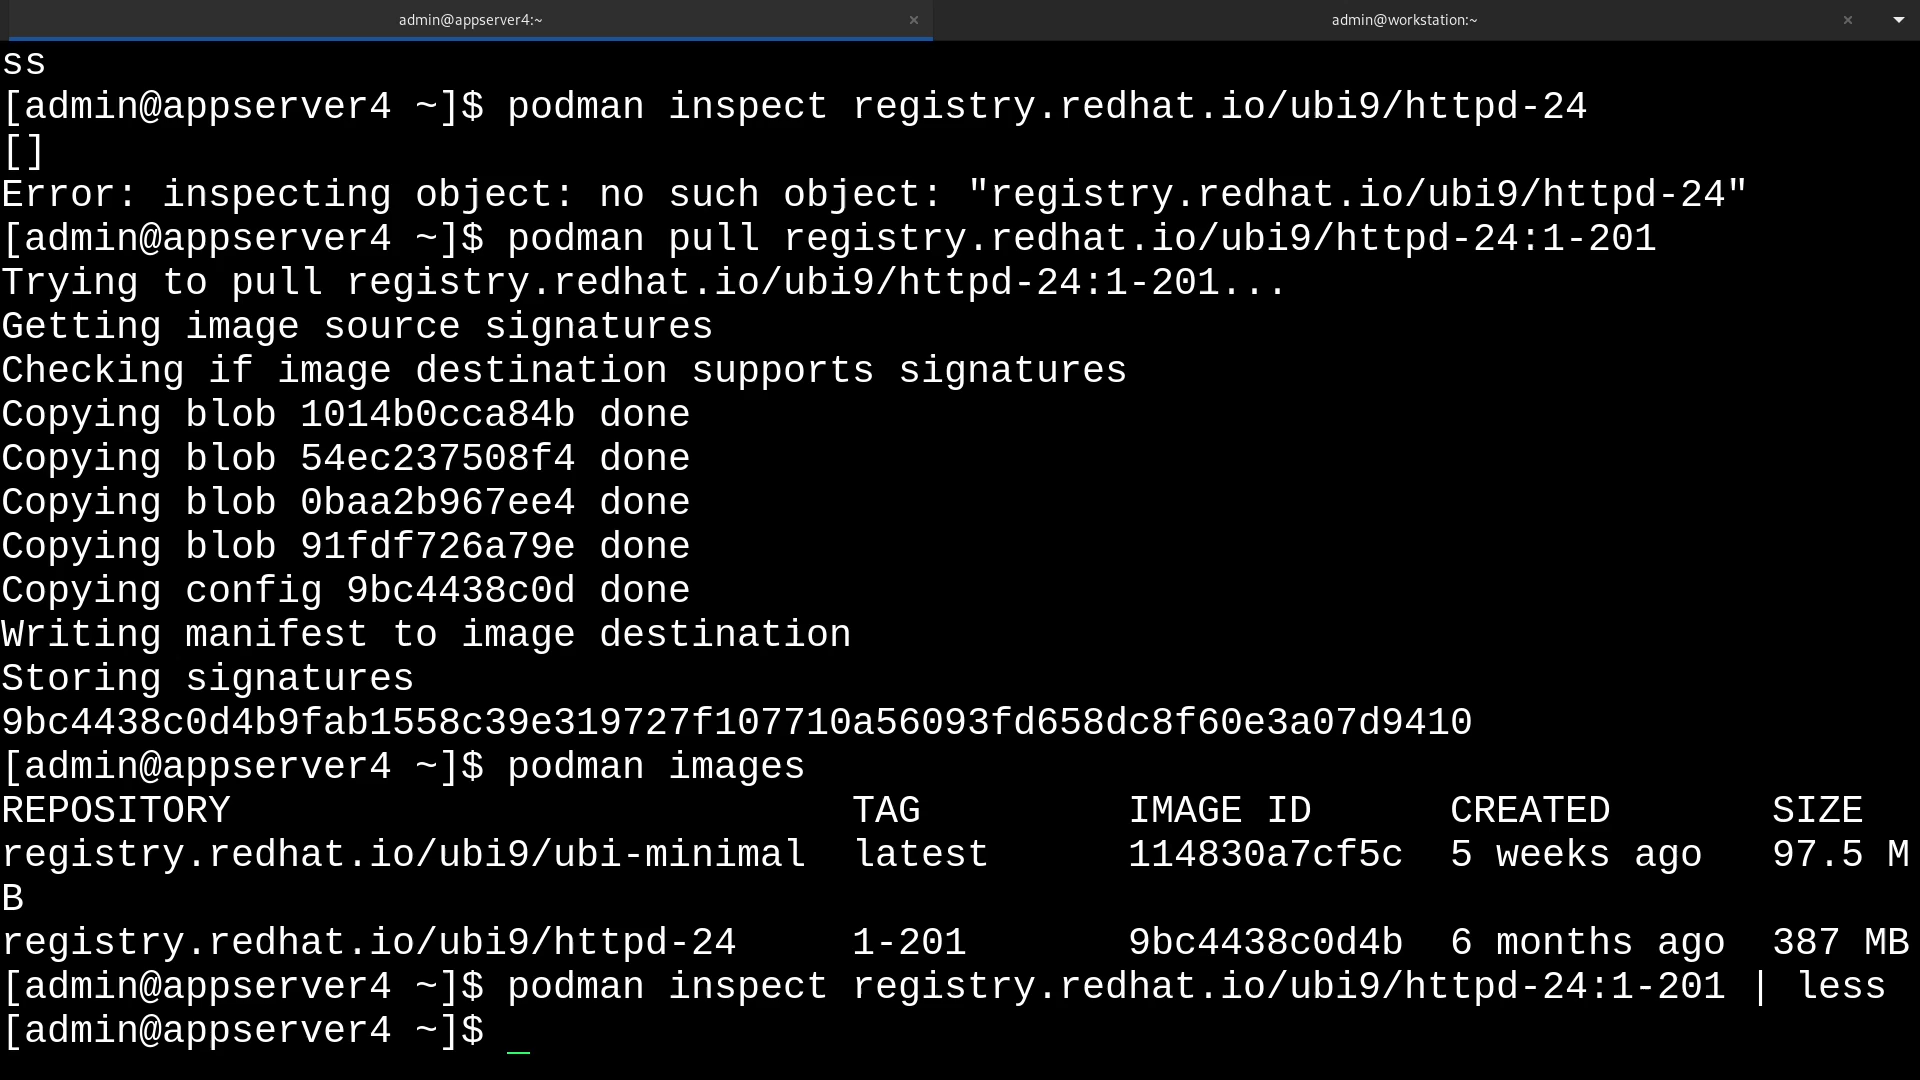 admin@appserver4:~ × admin@workstation:~ ×
ss
[admin@appserver4 ~]$ podman inspect registry.redhat.io/ubi9/httpd-24
[]
Error: inspecting object: no such object: "registry.redhat.io/ubi9/httpd-24"
[admin@appserver4 ~]$ podman pull registry.redhat.io/ubi9/httpd-24:1-201
Trying to pull registry.redhat.io/ubi9/httpd-24:1-201...
Getting image source signatures
Checking if image destination supports signatures
Copying blob 1014b0cca84b done
Copying blob 54ec237508f4 done
Copying blob 0baa2b967ee4 done
Copying blob 91fdf726a79e done
Copying config 9bc4438c0d done
Writing manifest to image destination
Storing signatures
9bc4438c0d4b9fab1558c39e319727f107710a56093fd658dc8f60e3a07d9410
[admin@appserver4 ~]$ podman images
REPOSITORY                           TAG         IMAGE ID      CREATED       SIZE
registry.redhat.io/ubi9/ubi-minimal  latest      114830a7cf5c  5 weeks ago   97.5 M
B
registry.redhat.io/ubi9/httpd-24     1-201       9bc4438c0d4b  6 months ago  387 MB
[admin@appserver4 ~]$ podman inspect registry.redhat.io/ubi9/httpd-24:1-201 | less
[admin@appserver4 ~]$ _